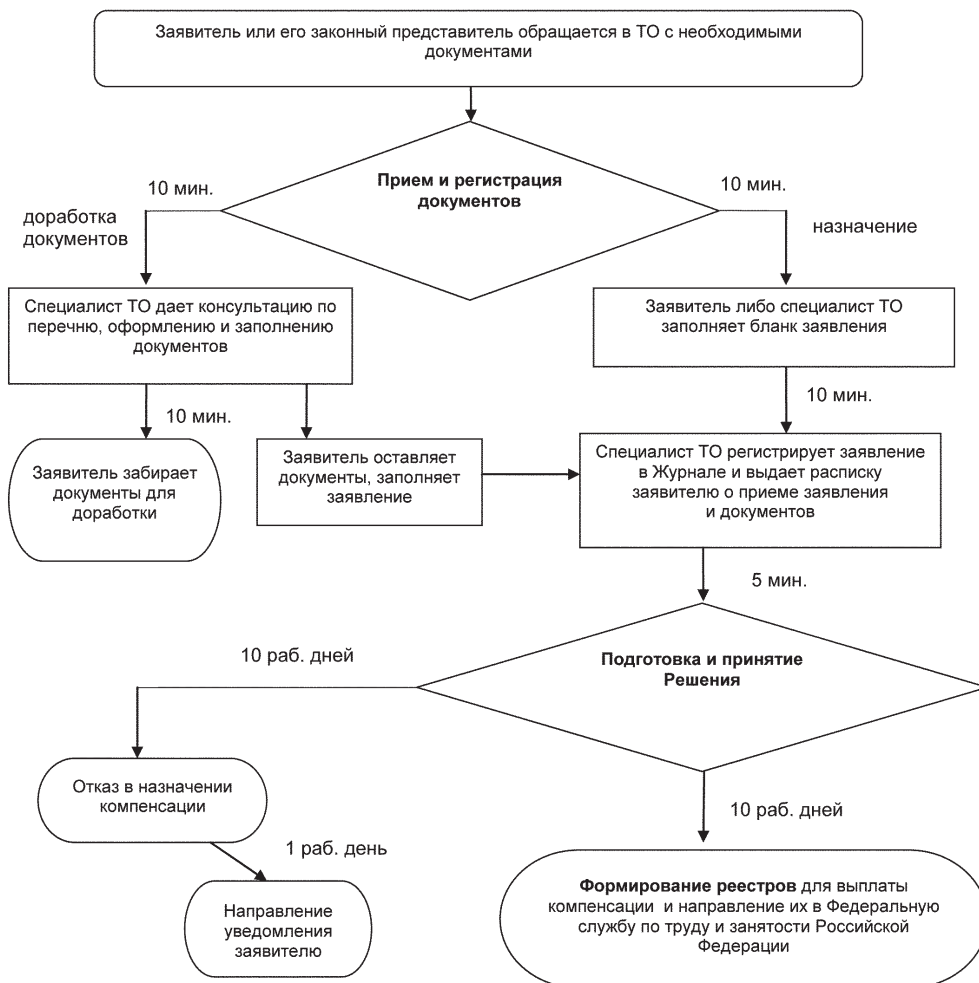 Заявитель или его законный представитель обращается в ТО с необходимыми
документами
Прием и регистрация
документов
10 мин.
10 мин.
доработка
документов
назначение
Специалист ТО дает консультацию по
перечню, оформлению и заполнению
документов
Заявитель либо специалист ТО
заполняет бланк заявления
10 мин.
10 мин.
Заявитель забирает
документы для
доработки
Заявитель оставляет
документы, заполняет
заявление
Специалист ТО регистрирует заявление
в Журнале и выдает расписку
заявителю о приеме заявления
и документов
5 мин.
10 раб. дней
Подготовка и принятие
Решения
Отказ в назначении
компенсации
10 раб. дней
1 раб. день
Направление
уведомления
заявителю
Формирование реестров для выплаты
компенсации и направление их в Федеральную
службу по труду и занятости Российской
Федерации